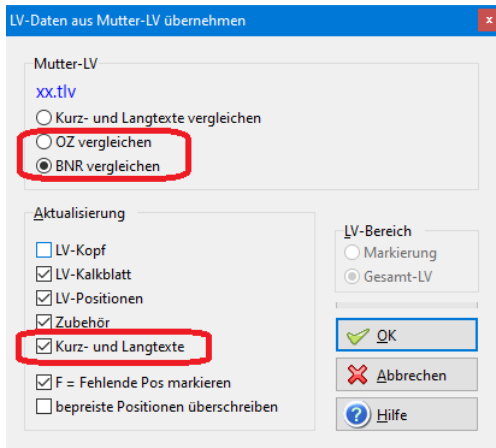 LV-Daten aus Mutter-LV übernehmen
x
Mutter-LV
xx.tlv
Kurz- und Langtexte vergleichen
OZ vergleichen
BNR vergleichen
Aktualisierung
LV-Kopf
LV-Kalkblatt
LV-Positionen
Zubehör
Kurz- und Langtexte
F = Fehlende Pos markieren
bepreiste Positionen überschreiben
LV-Bereich
Markierung
Gesamt-LV
OK
Abbrechen
? Hilfe